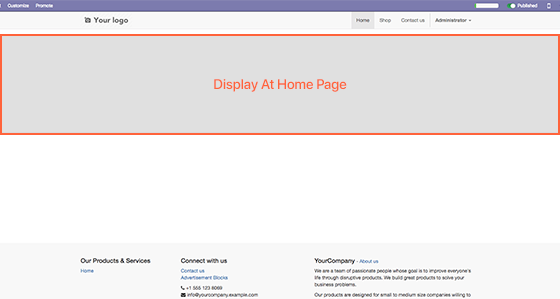 Customize Promote Published
Your logo Home Shop Contact us Administrator
Display At Home Page
Our Products & Services
Home
Connect with us
Contact us
Advertisement Blocks
+1 555 123 8069
info@yourcompany.example.com
YourCompany - About us
We are a team of passionate people whose goal is to improve everyone's
life through disruptive products. We build great products to solve your
business problems.
Our products are designed for small to medium size companies willing to